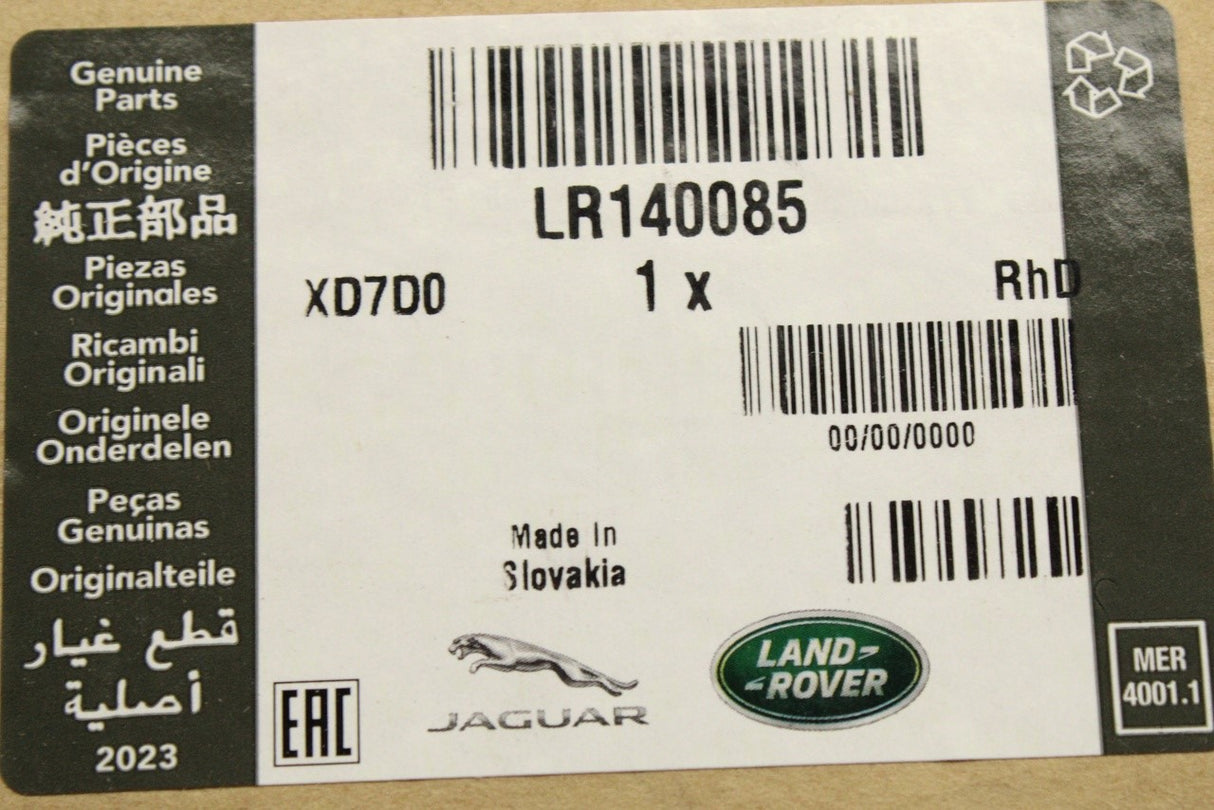 Genuine
Parts
Pièces
d'Origine
純正部品
Piezas
Originales
Ricambi
Originali
Originele
Onderdelen
Peças
Genuinas
Originalteile
قطع غيار
أصلية
2023
LR140085
XD7D0 1 x RhD
00/00/0000
Made In
Slovakia
EAC
JAGUAR
LAND-
-ROVER
MER
4001.1